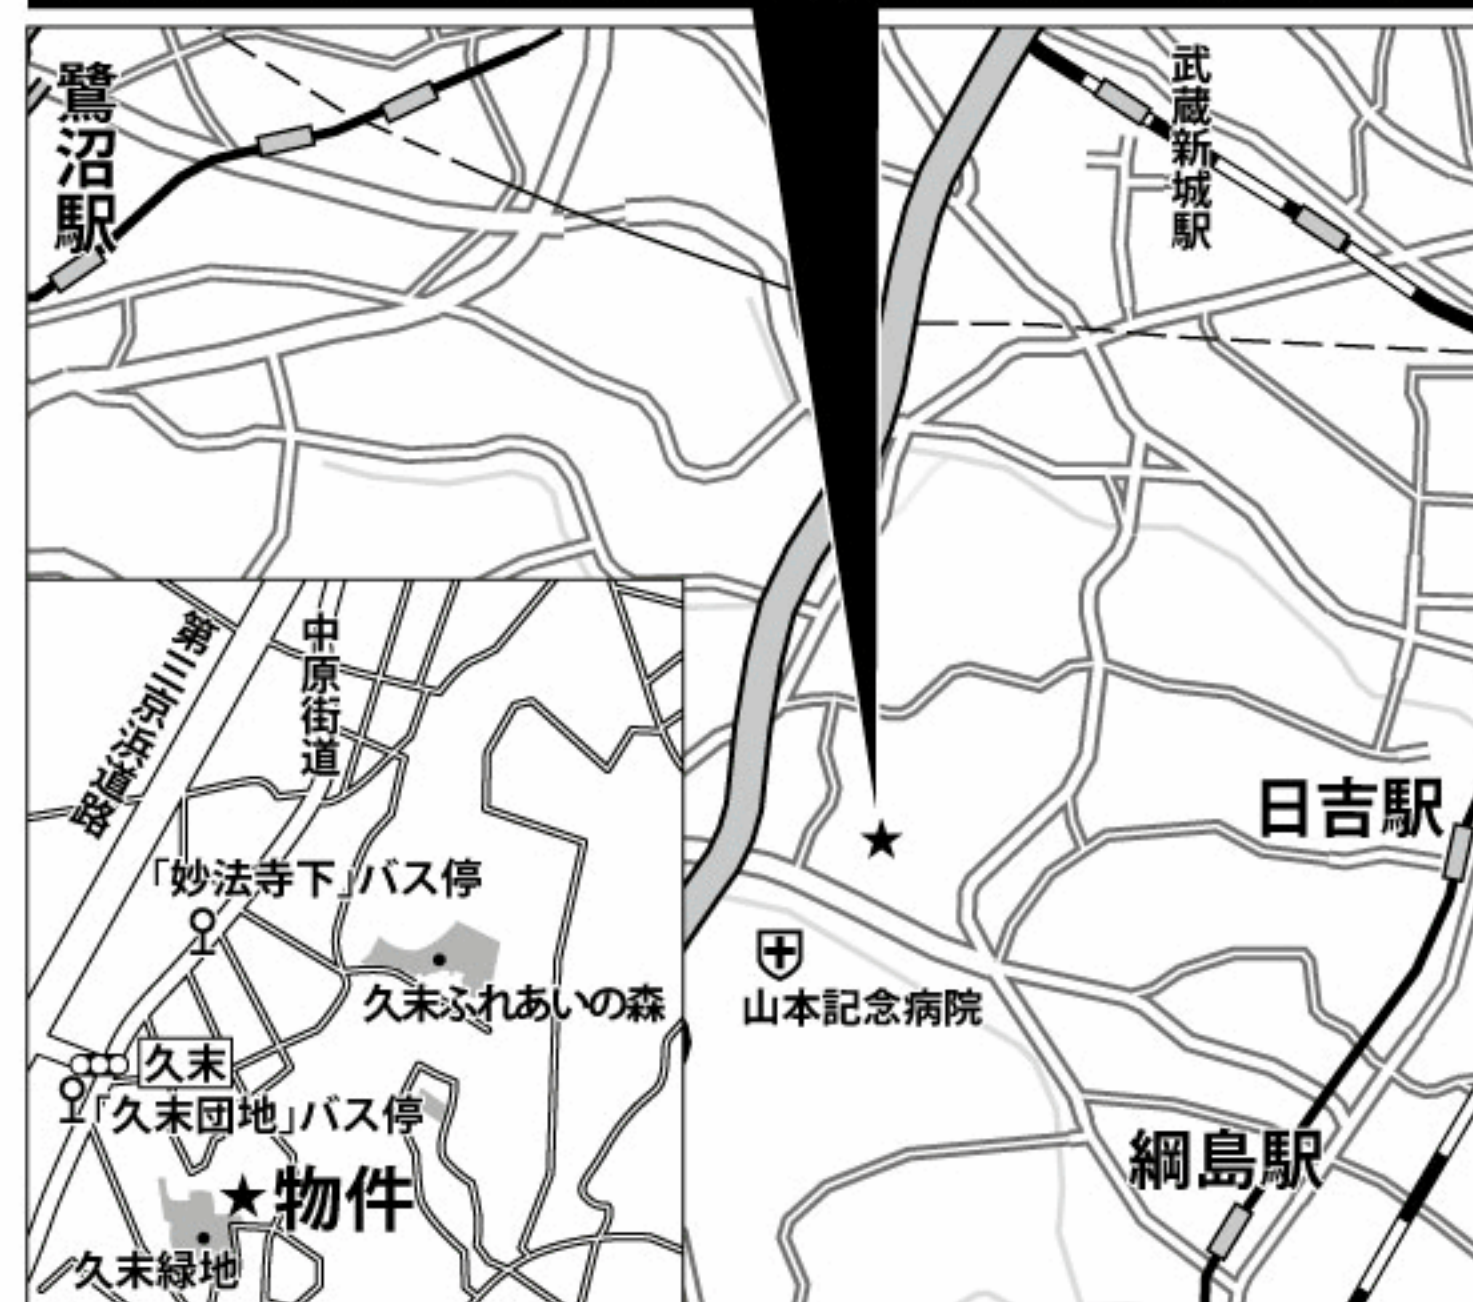 鷺沼駅
武蔵新城駅
第三京浜道路
中原街道
「妙法寺下」バス停
久末ふれあいの森
久末
「久末団地」バス停
★物件
久末緑地
日吉駅
★
山本記念病院
綱島駅